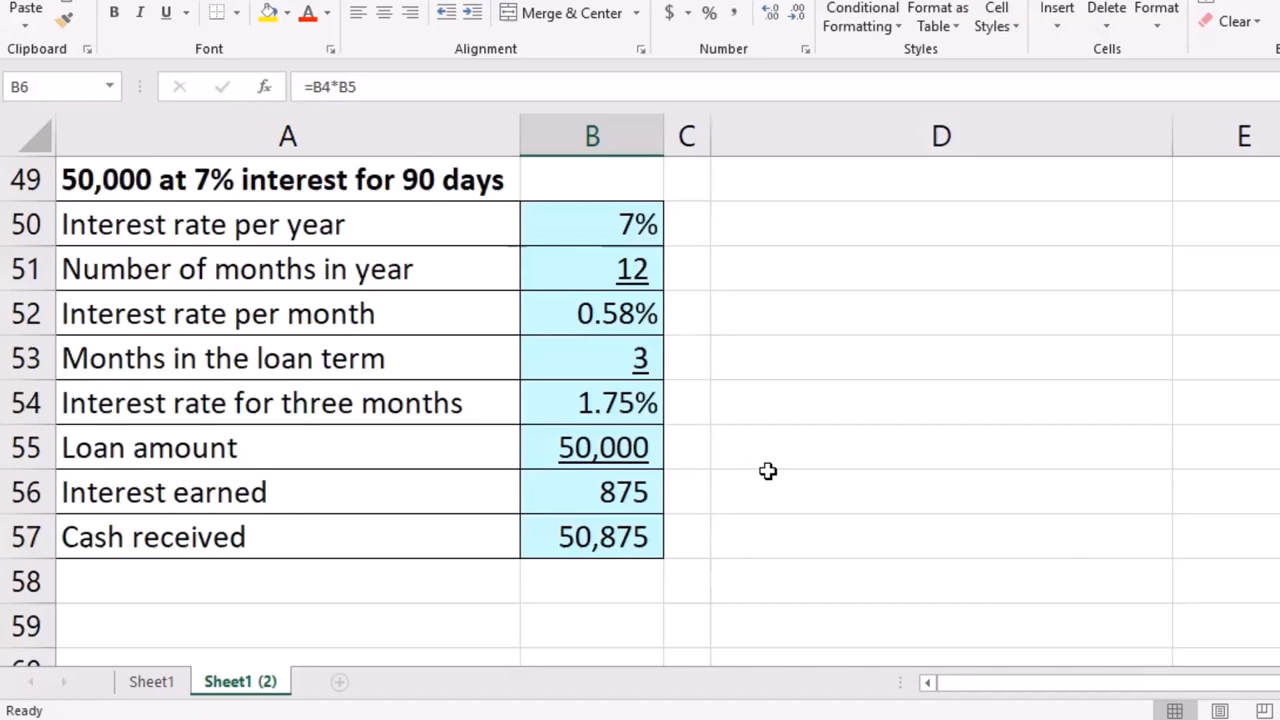 Paste
B I U A
Merge & Center
$ % ,
Conditional Formatting
Format as Table
Cell Styles
Insert
Delete
Format
Clear
Clipboard
Font
Alignment
Number
Styles
Cells
B6 fx =B4*B5
A B C D E
49 50,000 at 7% interest for 90 days
50 Interest rate per year 7%
51 Number of months in year 12
52 Interest rate per month 0.58%
53 Months in the loan term 3
54 Interest rate for three months 1.75%
55 Loan amount 50,000
56 Interest earned 875
57 Cash received 50,875
58
59
Sheet1 Sheet1 (2)
Ready